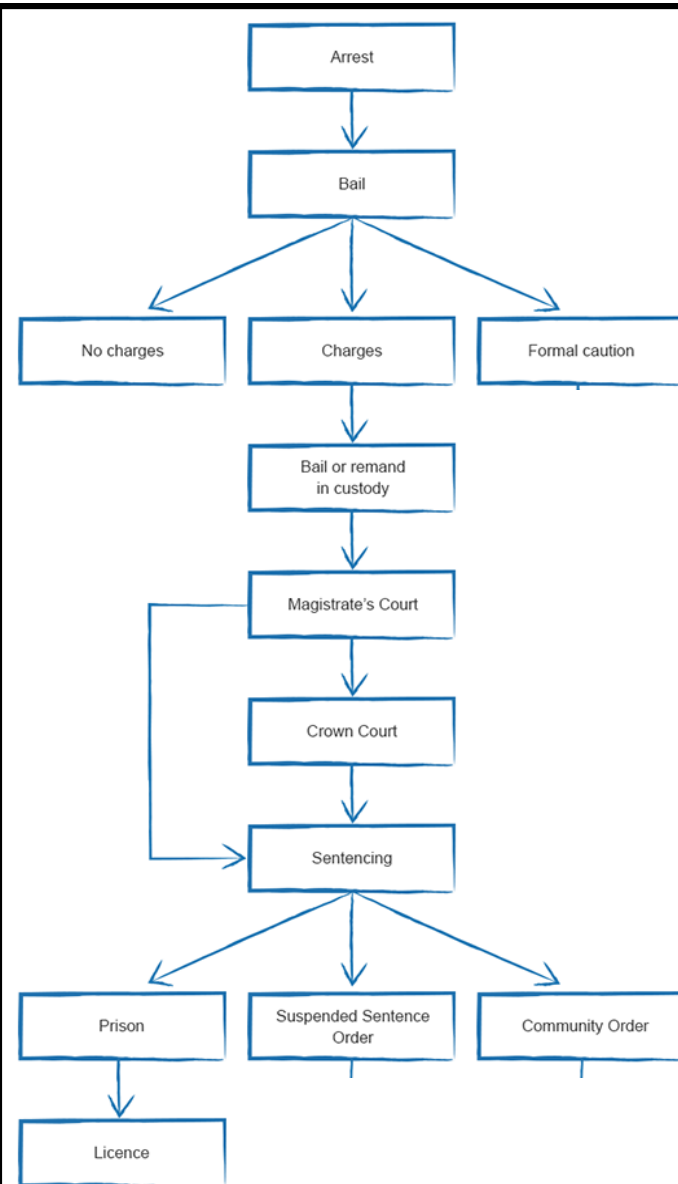 Arrest
Bail
No charges
Charges
Formal caution
Bail or remand
in custody
Magistrate’s Court
Crown Court
Sentencing
Prison
Suspended Sentence
Order
Community Order
Licence